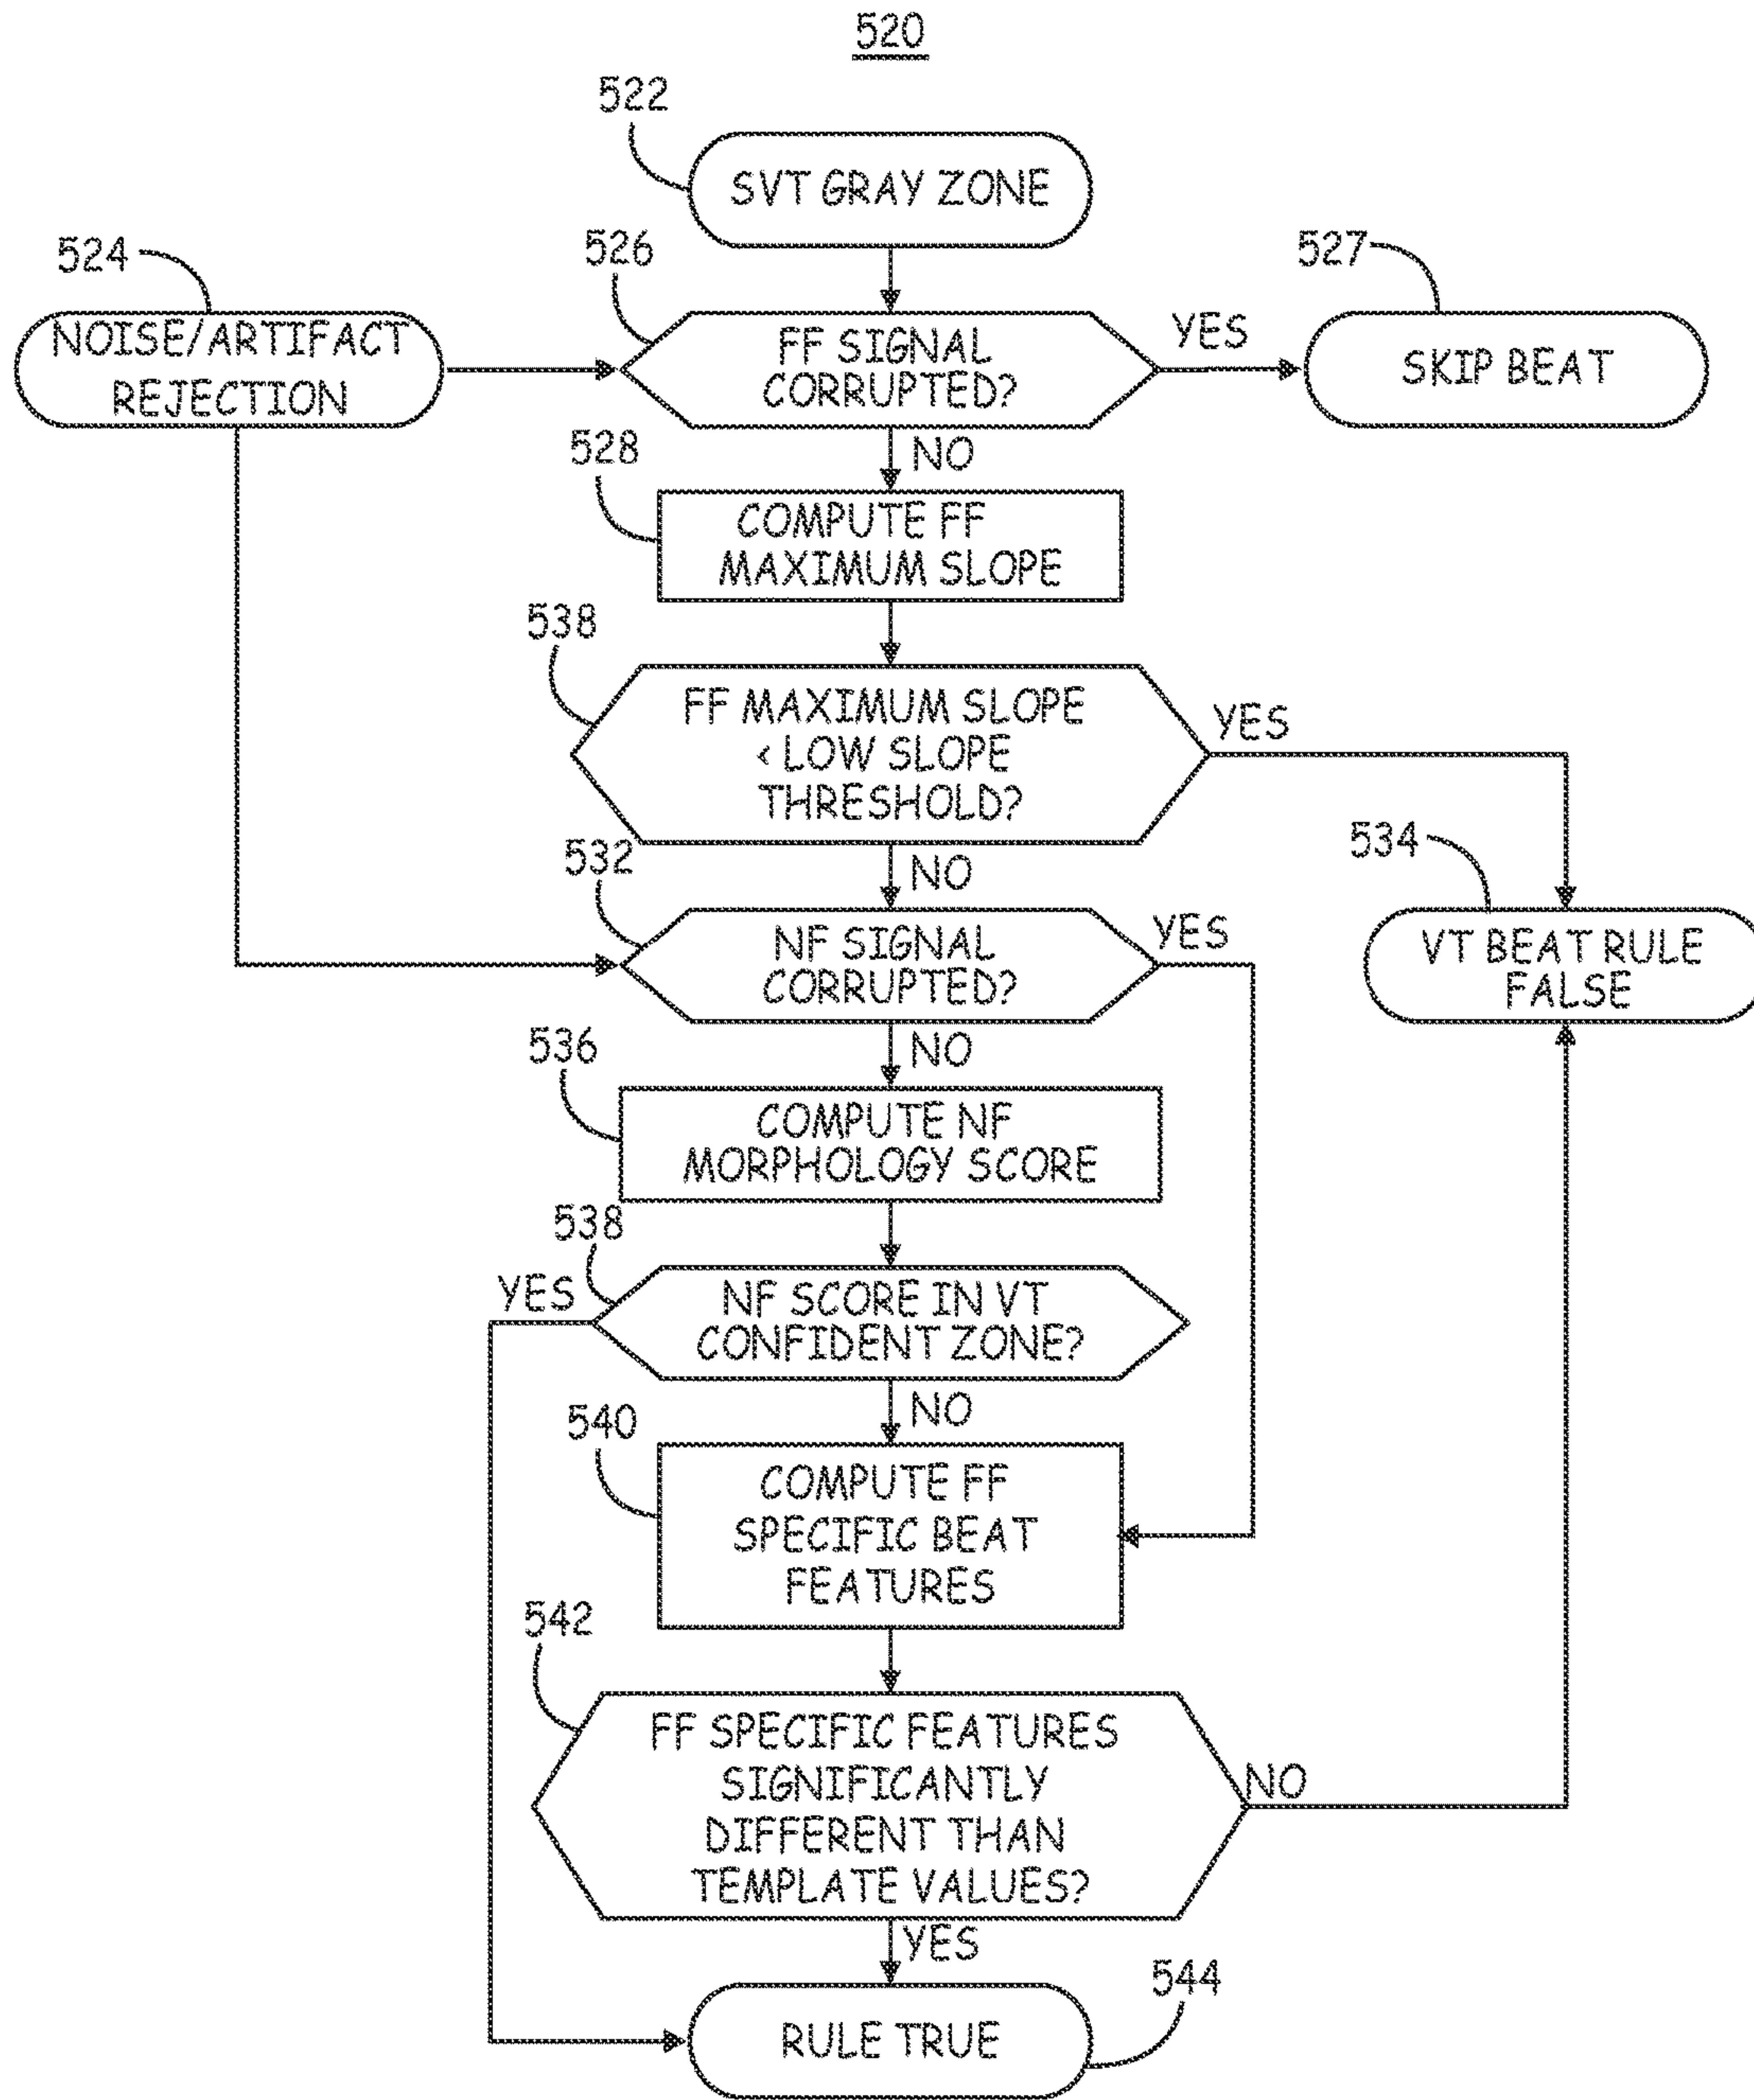 520
522
SVT GRAY ZONE
524
NOISE/ARTIFACT
REJECTION
526
FF SIGNAL
CORRUPTED?
YES
527
SKIP BEAT
NO
528
COMPUTE FF
MAXIMUM SLOPE
538
FF MAXIMUM SLOPE
< LOW SLOPE
THRESHOLD?
YES
NO
534
VT BEAT RULE
FALSE
532
NF SIGNAL
CORRUPTED?
YES
NO
536
COMPUTE NF
MORPHOLOGY SCORE
538
YES
NF SCORE IN VT
CONFIDENT ZONE?
NO
540
COMPUTE FF
SPECIFIC BEAT
FEATURES
542
FF SPECIFIC FEATURES
SIGNIFICANTLY
DIFFERENT THAN
TEMPLATE VALUES?
NO
YES
544
RULE TRUE